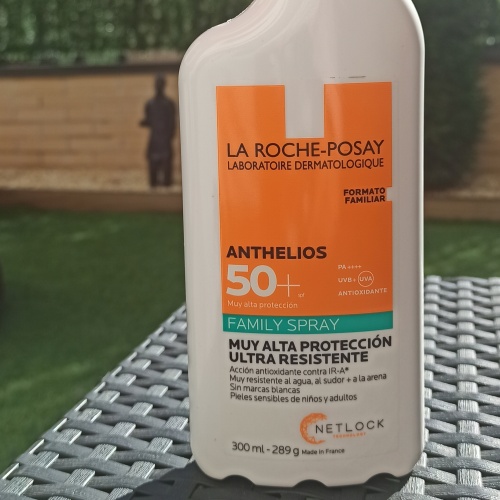 LA ROCHE-POSAY
LABORATOIRE DERMATOLOGIQUE
FORMATO
FAMILIAR
ANTHELIOS
50+
Muy alta protección
PA++++
UVB+ UVA
ANTIOXIDANTE
FAMILY SPRAY
MUY ALTA PROTECCIÓN
ULTRA RESISTENTE
Acción antioxidante contra IR-A*
Muy resistente al agua, al sudor + a la arena
Sin marcas blancas
Pieles sensibles de niños y adultos
NETLOCK
TECHNOLOGY
300 ml - 289 g Made in France